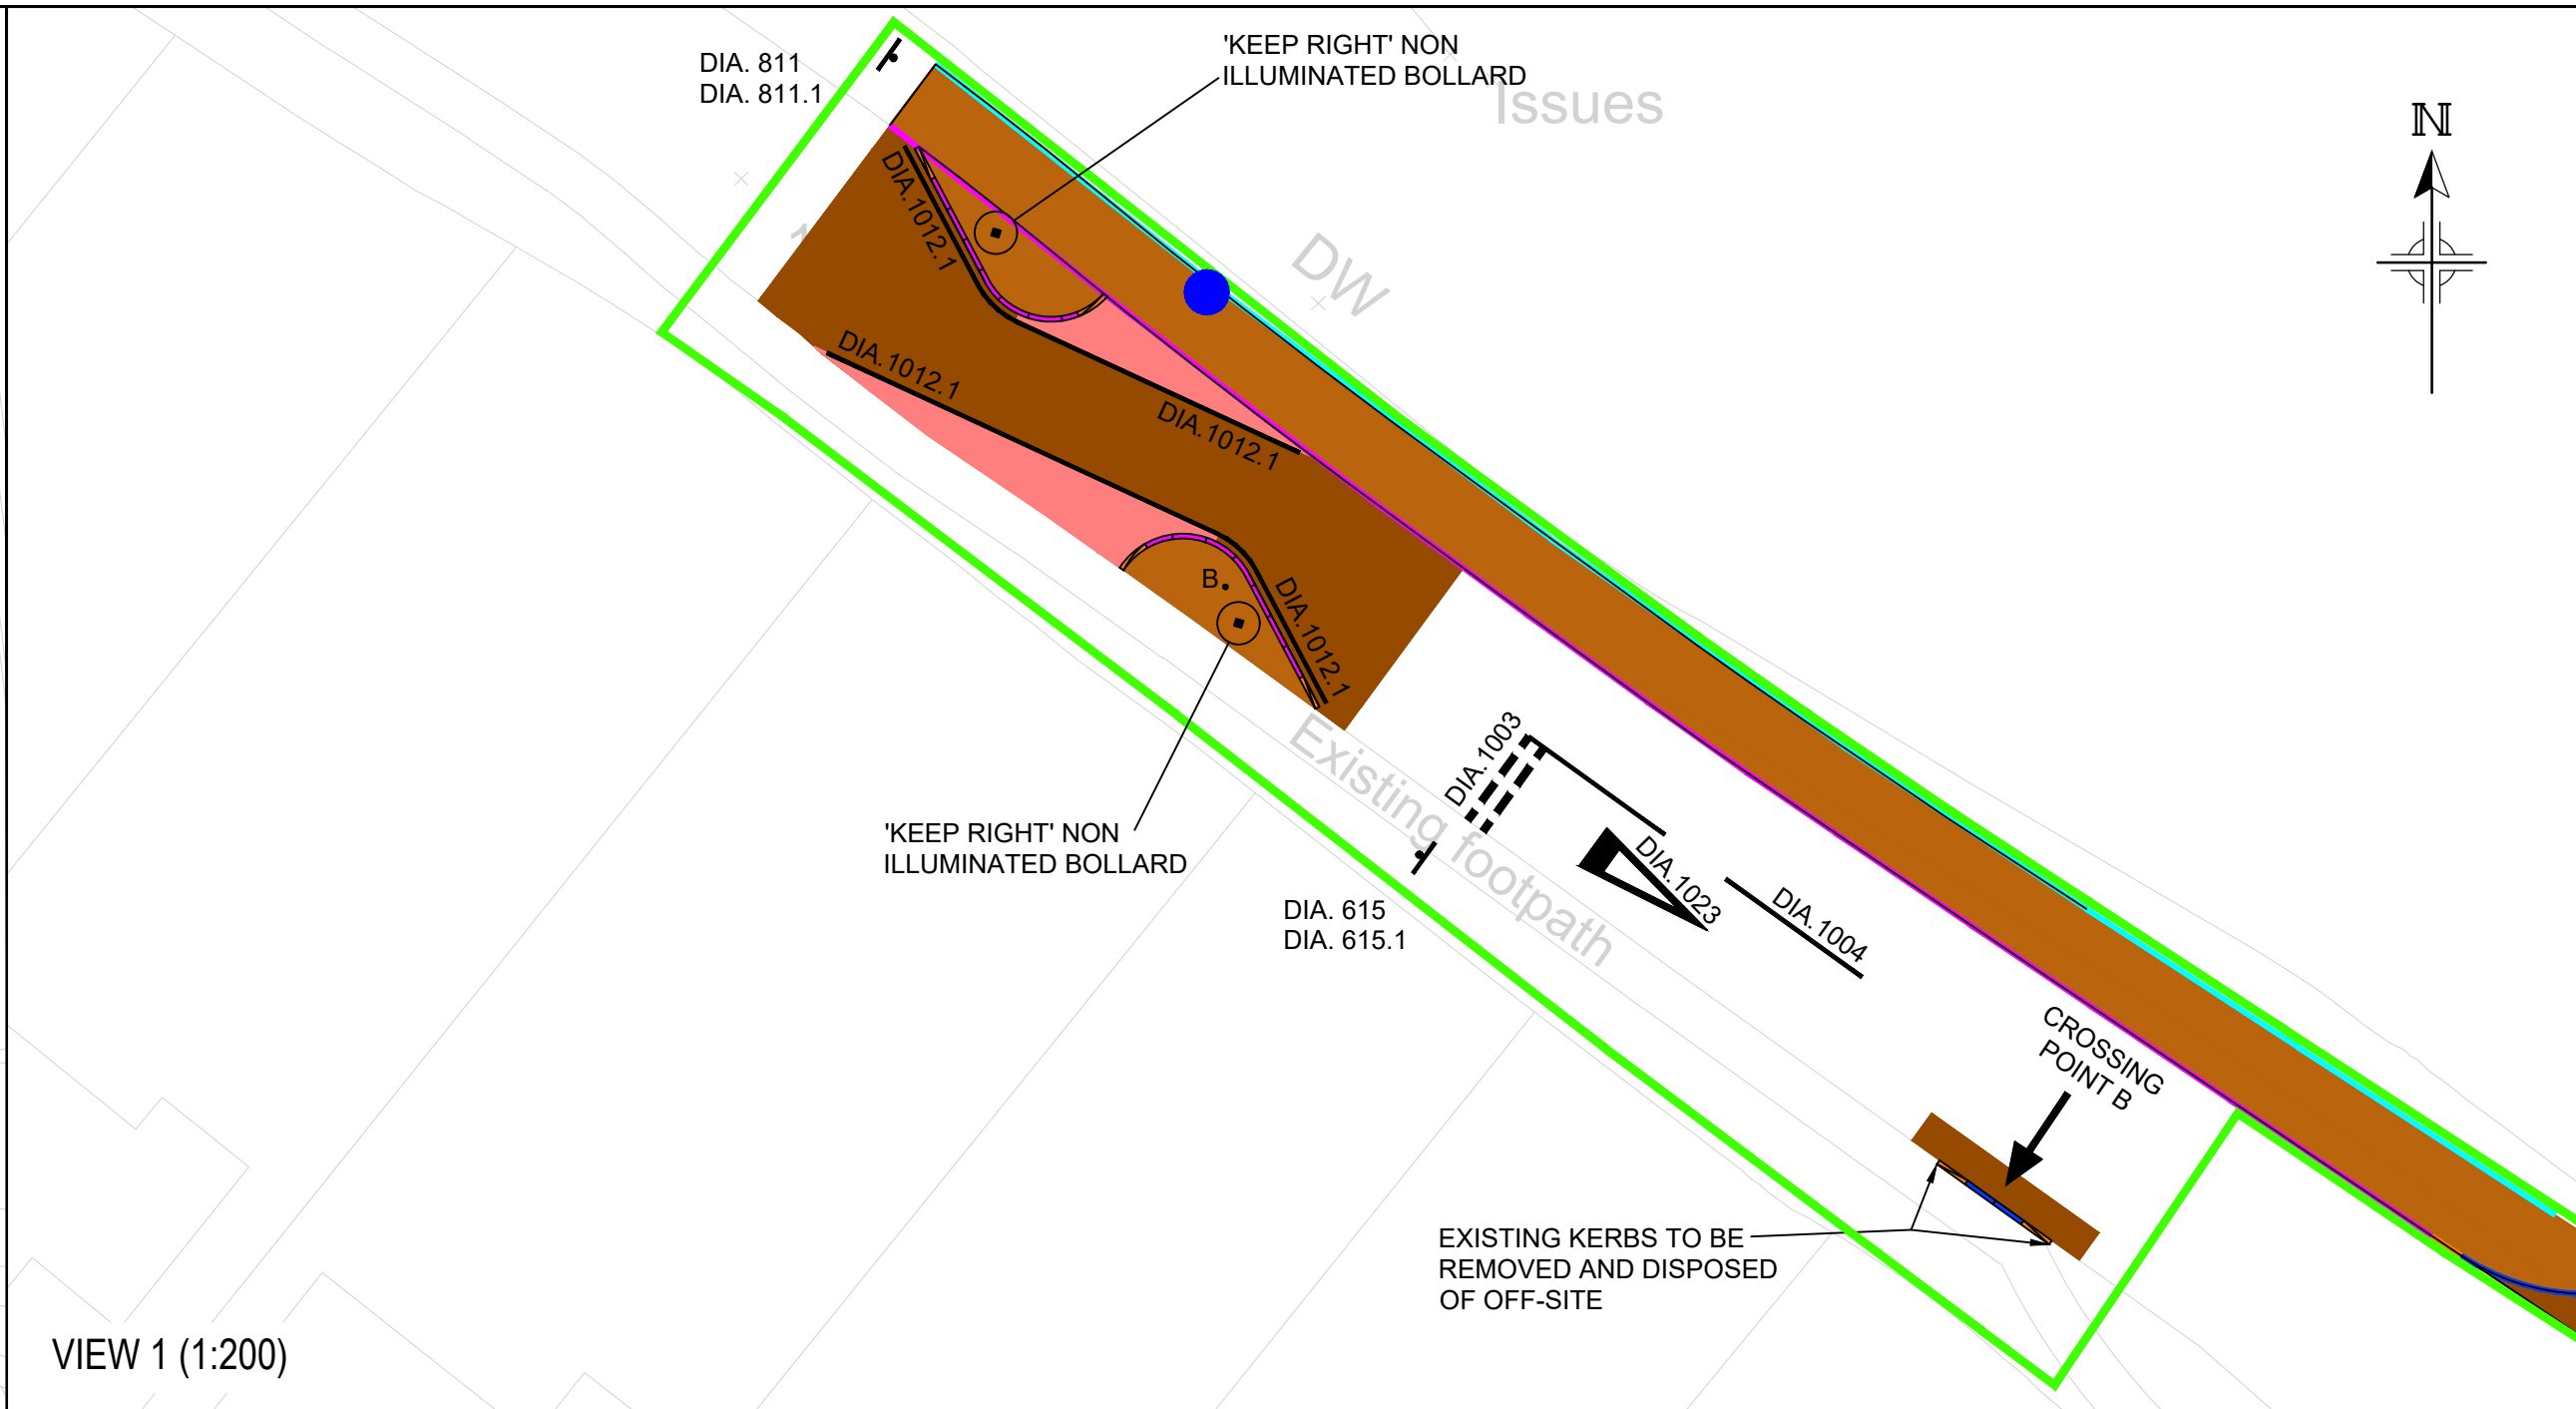 DIA. 811
DIA. 811.1
'KEEP RIGHT' NON
ILLUMINATED BOLLARD
Issues
N
DW
DIA.1012.1
DIA.1012.1
DIA.1012.1
B.
DIA.1012.1
'KEEP RIGHT' NON
ILLUMINATED BOLLARD
Existing footpath
DIA.1003
DIA.1023
DIA.1004
DIA. 615
DIA. 615.1
CROSSING
POINT B
EXISTING KERBS TO BE
REMOVED AND DISPOSED
OF OFF-SITE
VIEW 1 (1:200)